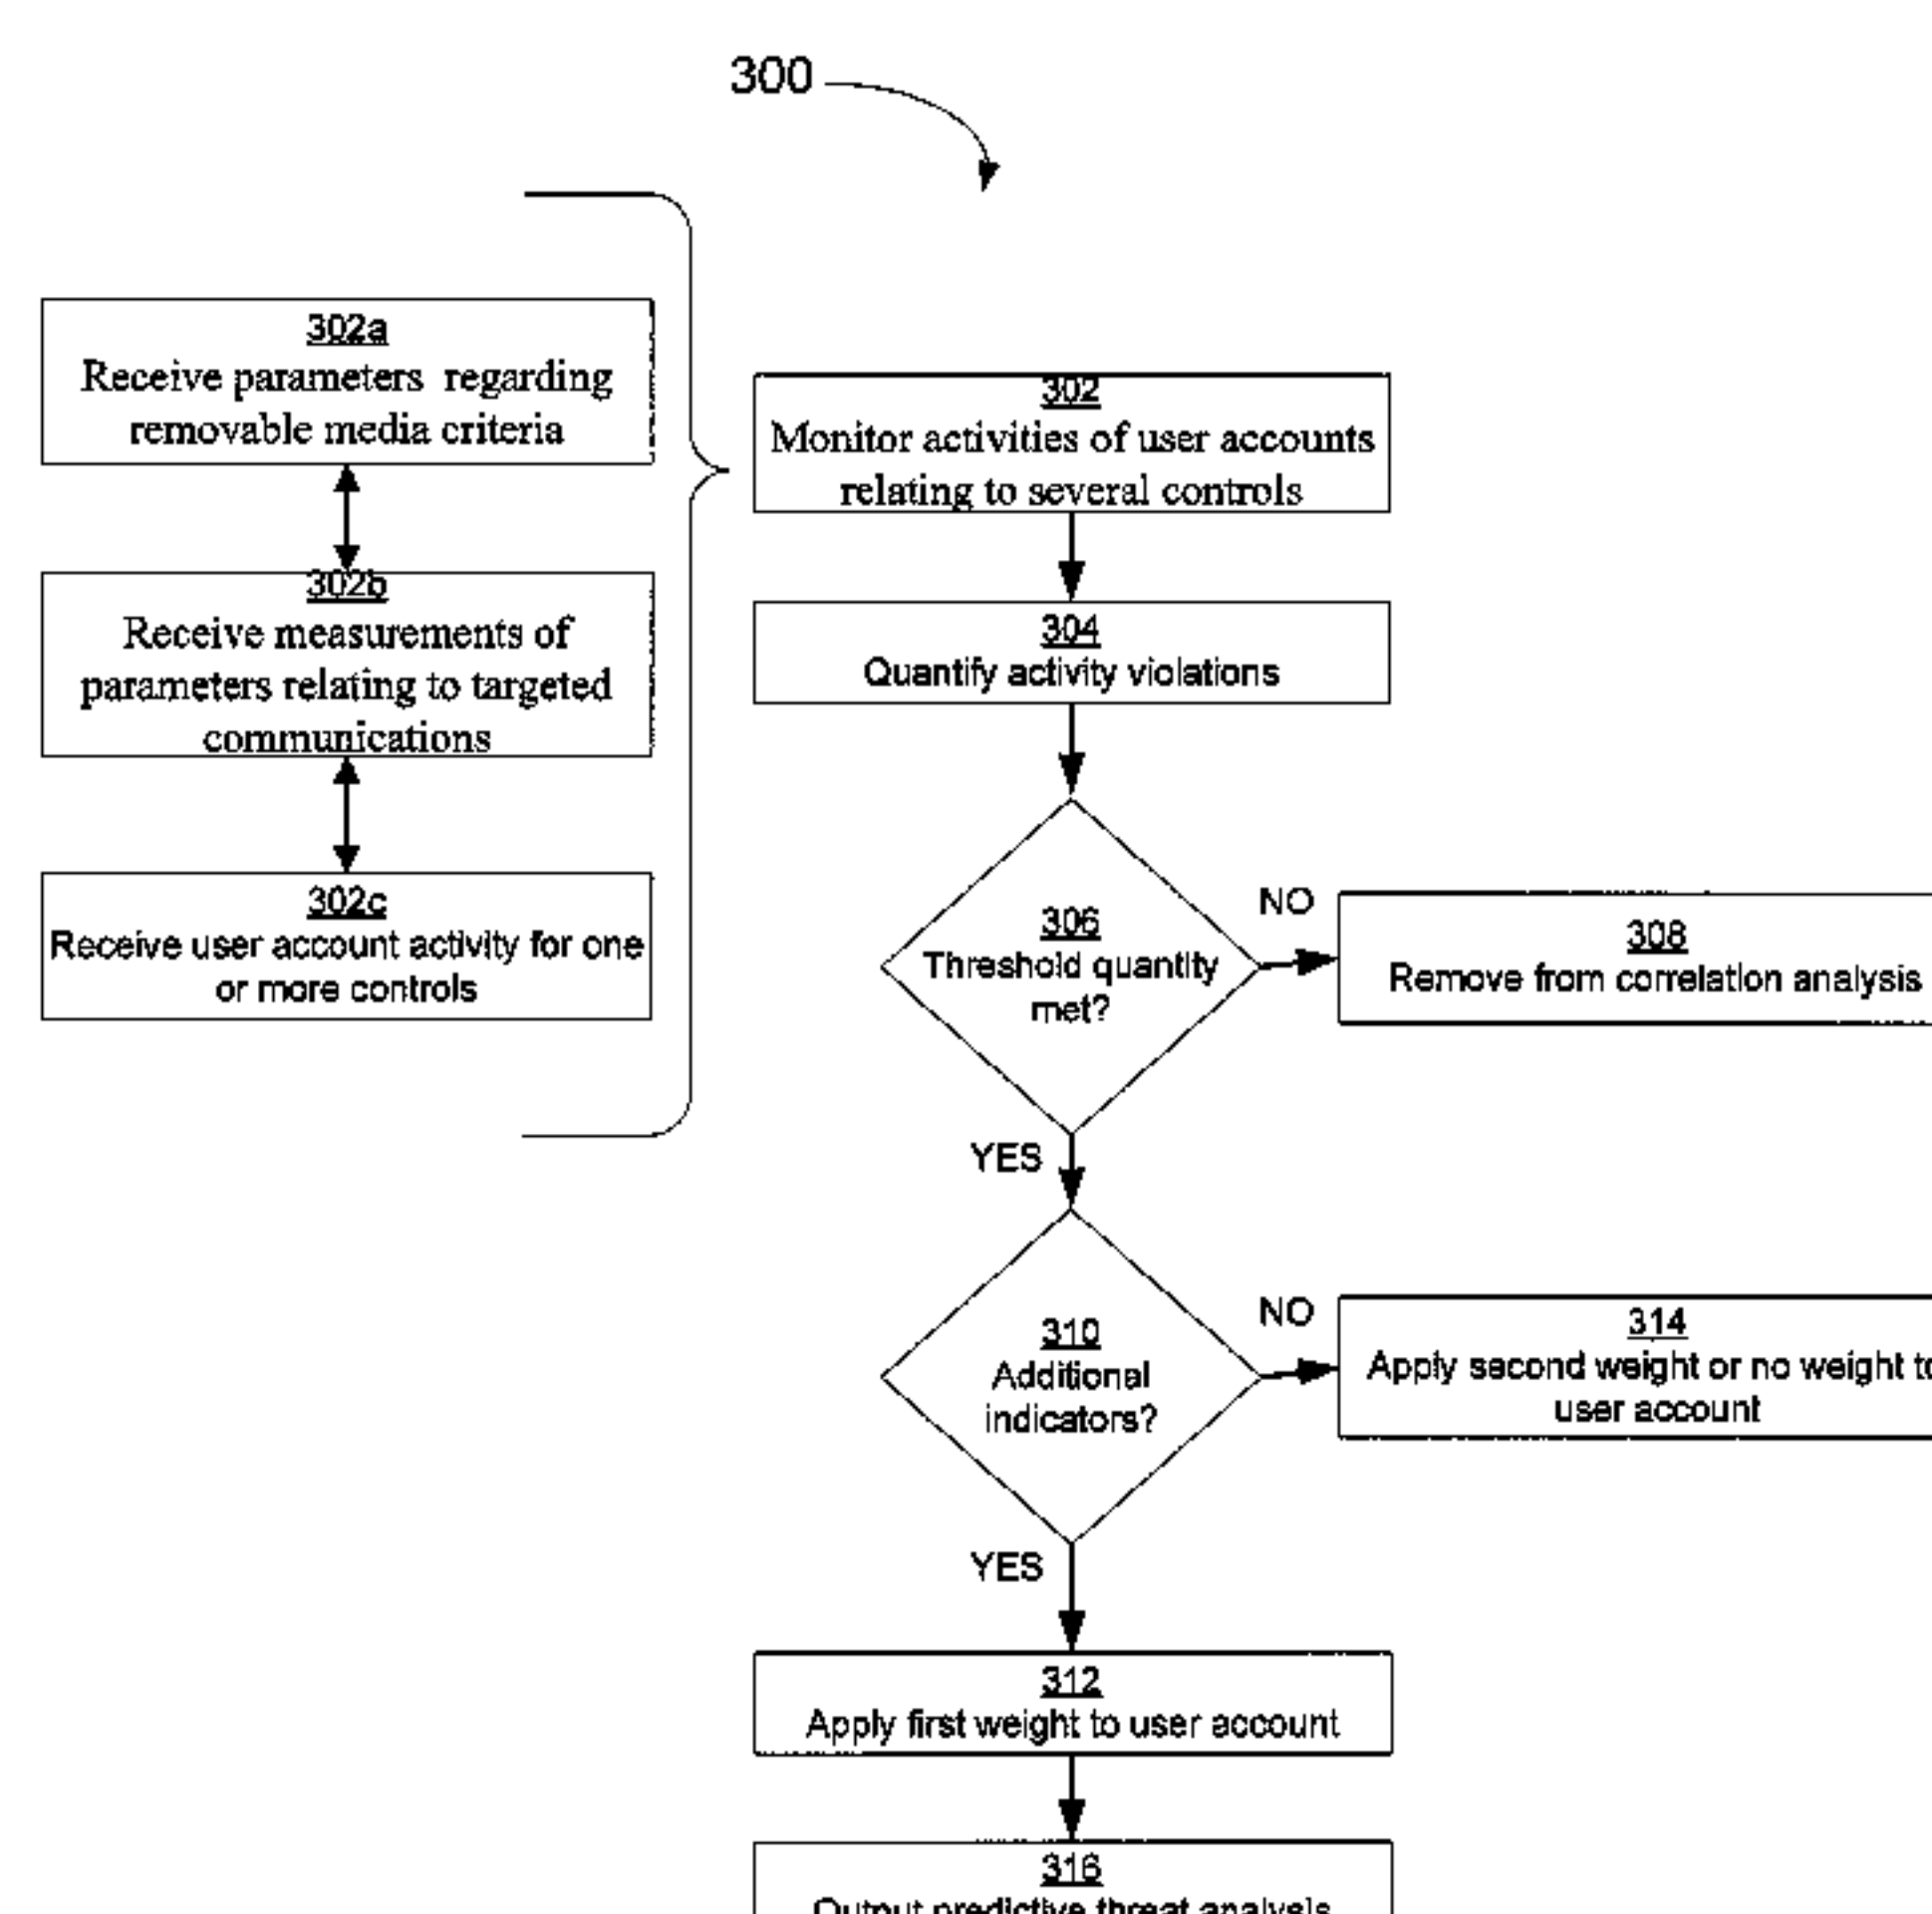 300
302a
Receive parameters regarding
removable media criteria
302b
Receive measurements of
parameters relating to targeted
communications
302c
Receive user account activity for one
or more controls
302
Monitor activities of user accounts
relating to several controls
304
Quantify activity violations
306
Threshold quantity
met?
NO
308
Remove from correlation analysis
YES
310
Additional
indicators?
NO
314
Apply second weight or no weight to
user account
YES
312
Apply first weight to user account
316
Output predictive threat analysis